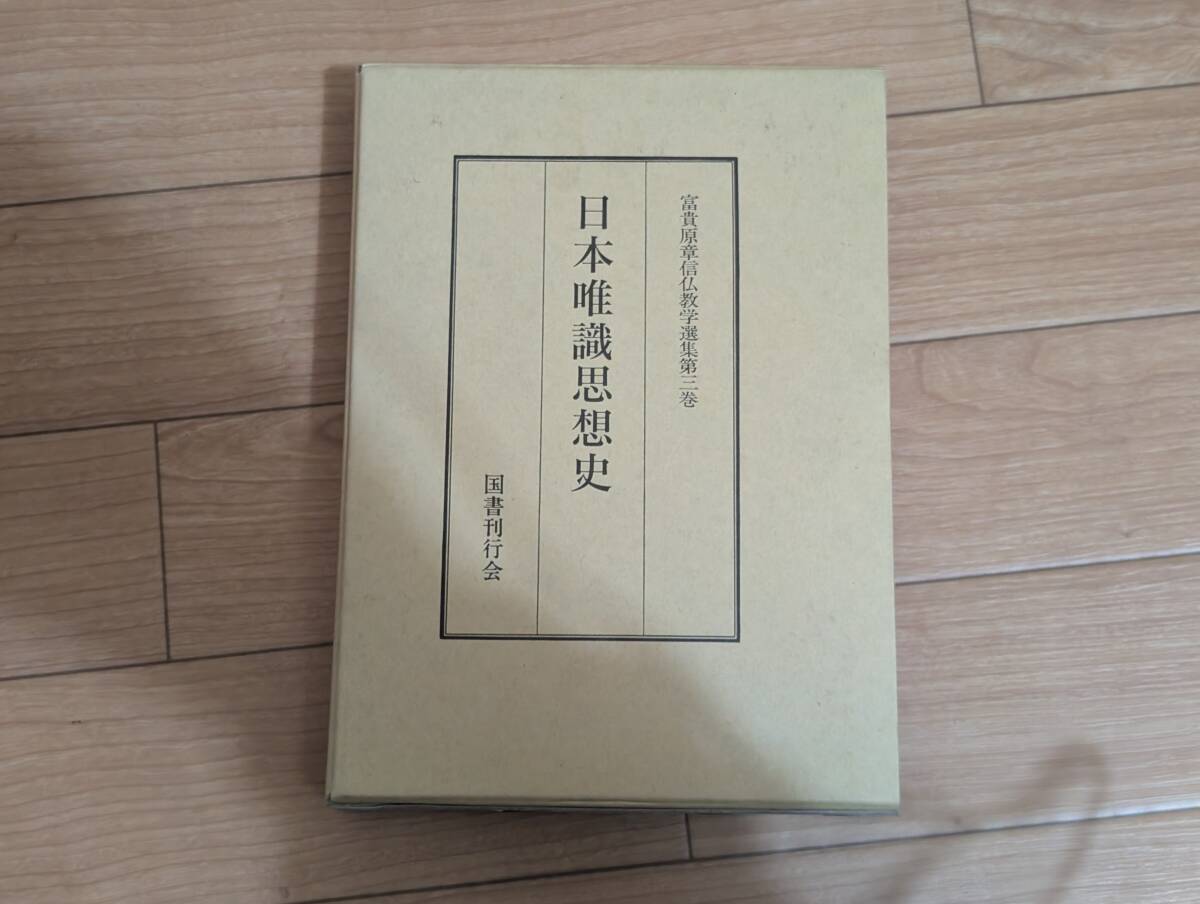 富貴原章信仏教学選集第三巻
日本唯識思想史
国書刊行会